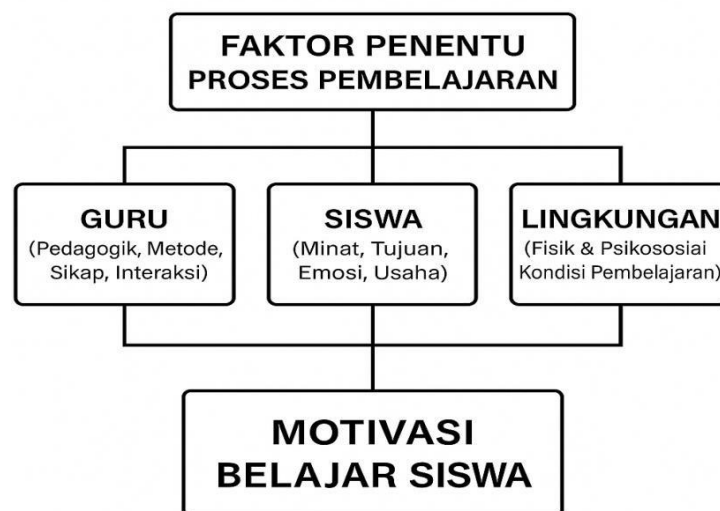 FAKTOR PENENTU
PROSES PEMBELAJARAN
GURU
(Pedagogik, Metode,
Sikap, Interaksi)
SISWA
(Minat, Tujuan,
Emosi, Usaha)
LINGKUNGAN
(Fisik & Psikososiai
Kondisi Pembelajaran)
MOTIVASI
BELAJAR SISWA